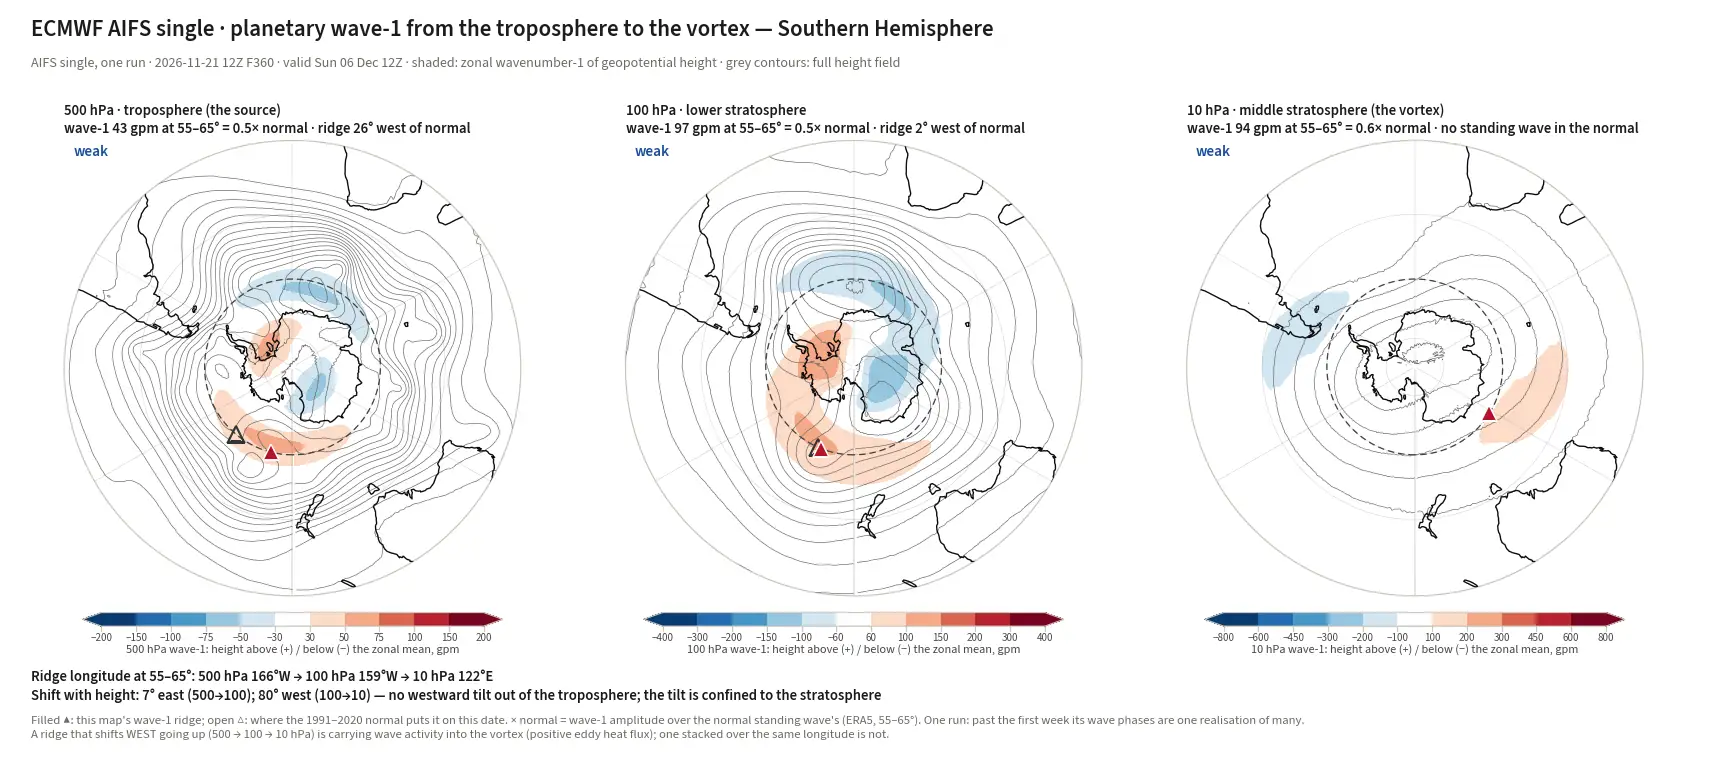 ECMWF AIFS single · planetary wave-1 from the troposphere to the vortex — Southern Hemisphere
AIFS single, one run · 2026-11-21 12Z F360 · valid Sun 06 Dec 12Z · shaded: zonal wavenumber-1 of geopotential height · grey contours: full height field
500 hPa · troposphere (the source)
wave-1 43 gpm at 55–65° = 0.5× normal · ridge 26° west of normal
weak
100 hPa · lower stratosphere
wave-1 97 gpm at 55–65° = 0.5× normal · ridge 2° west of normal
weak
10 hPa · middle stratosphere (the vortex)
wave-1 94 gpm at 55–65° = 0.6× normal · no standing wave in the normal
weak
−200 −150 −100 −75 −50 −30 30 50 75 100 150 200
500 hPa wave-1: height above (+) / below (−) the zonal mean, gpm
−400 −300 −200 −150 −100 −60 60 100 150 200 300 400
100 hPa wave-1: height above (+) / below (−) the zonal mean, gpm
−800 −600 −450 −300 −200 −100 100 200 300 450 600 800
10 hPa wave-1: height above (+) / below (−) the zonal mean, gpm
Ridge longitude at 55–65°: 500 hPa 166°W → 100 hPa 159°W → 10 hPa 122°E
Shift with height: 7° east (500→100); 80° west (100→10) — no westward tilt out of the troposphere; the tilt is confined to the stratosphere
Filled ▲: this map's wave-1 ridge; open △: where the 1991–2020 normal puts it on this date. × normal = wave-1 amplitude over the normal standing wave's (ERA5, 55–65°). One run: past the first week its wave phases are one realisation of many.
A ridge that shifts WEST going up (500 → 100 → 10 hPa) is carrying wave activity into the vortex (positive eddy heat flux); one stacked over the same longitude is not.